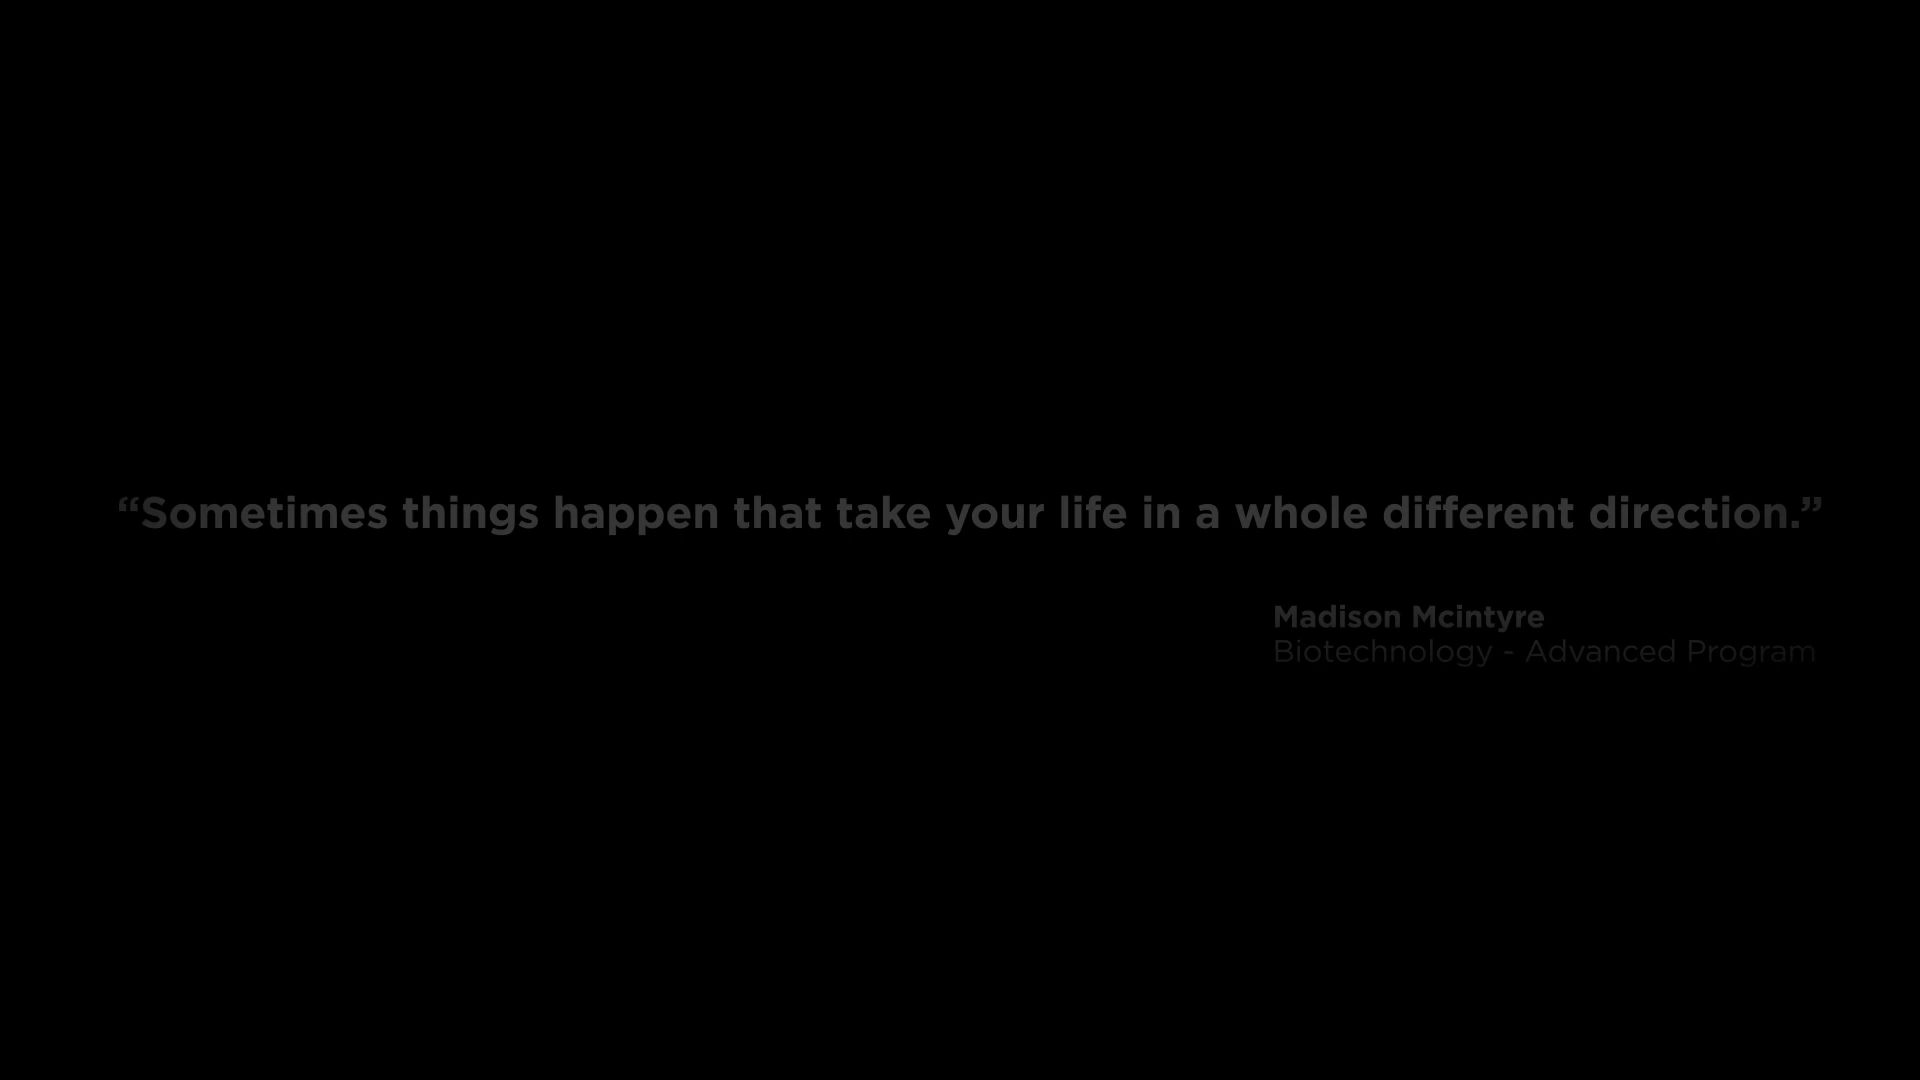 “Sometimes things happen that take your life in a whole different direction.”
Madison Mcintyre
Biotechnology - Advanced Program